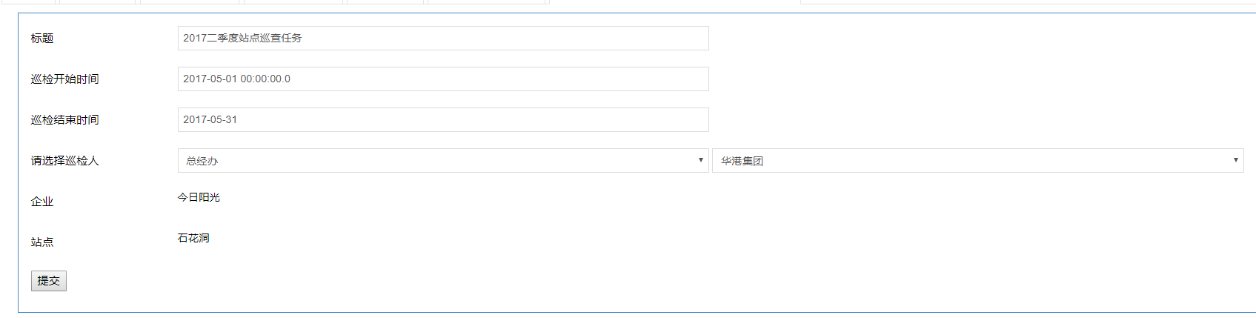 标题 2017二季度站点巡查任务
巡检开始时间 2017-05-01 00:00:00.0
巡检结束时间 2017-05-31
请选择巡检人 总经办 华港集团
企业 今日阳光
站点 石花洞
提交